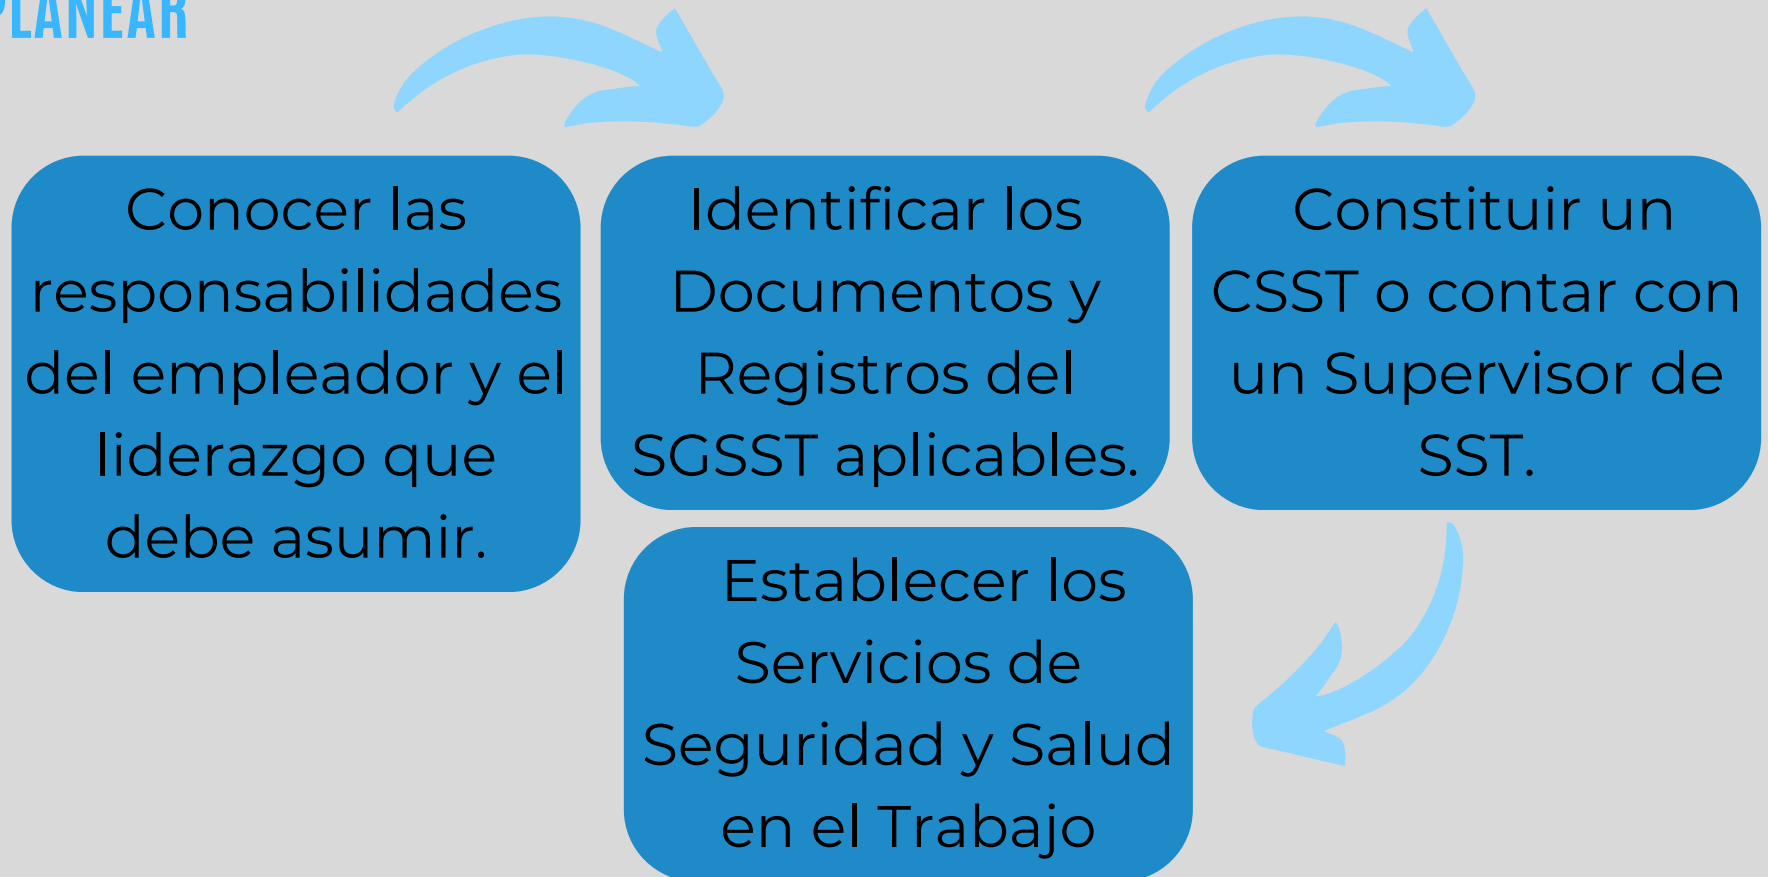 PLANEAR
Conocer las
responsabilidades
del empleador y el
liderazgo que
debe asumir.
Identificar los
Documentos y
Registros del
SGSST aplicables.
Constituir un
CSST o contar con
un Supervisor de
SST.
Establecer los
Servicios de
Seguridad y Salud
en el Trabajo